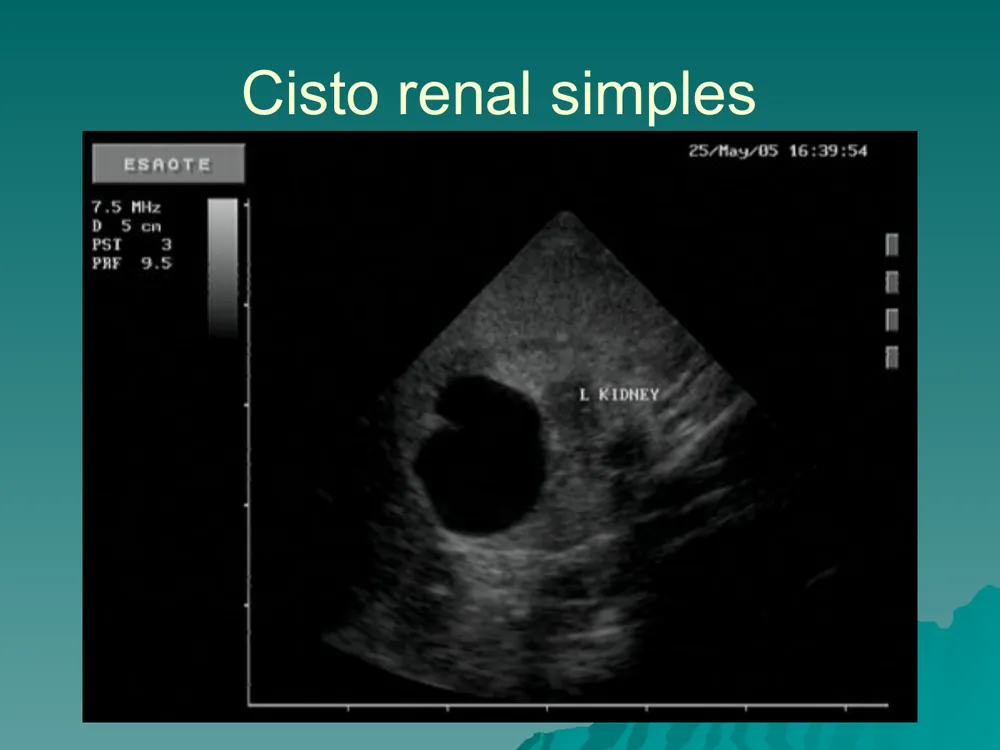 Cisto renal simples
ESAOTE
25/May/05 16:39:54
7.5 MHz
D 5 cm
PST 3
PRF 9.5
L KIDNEY